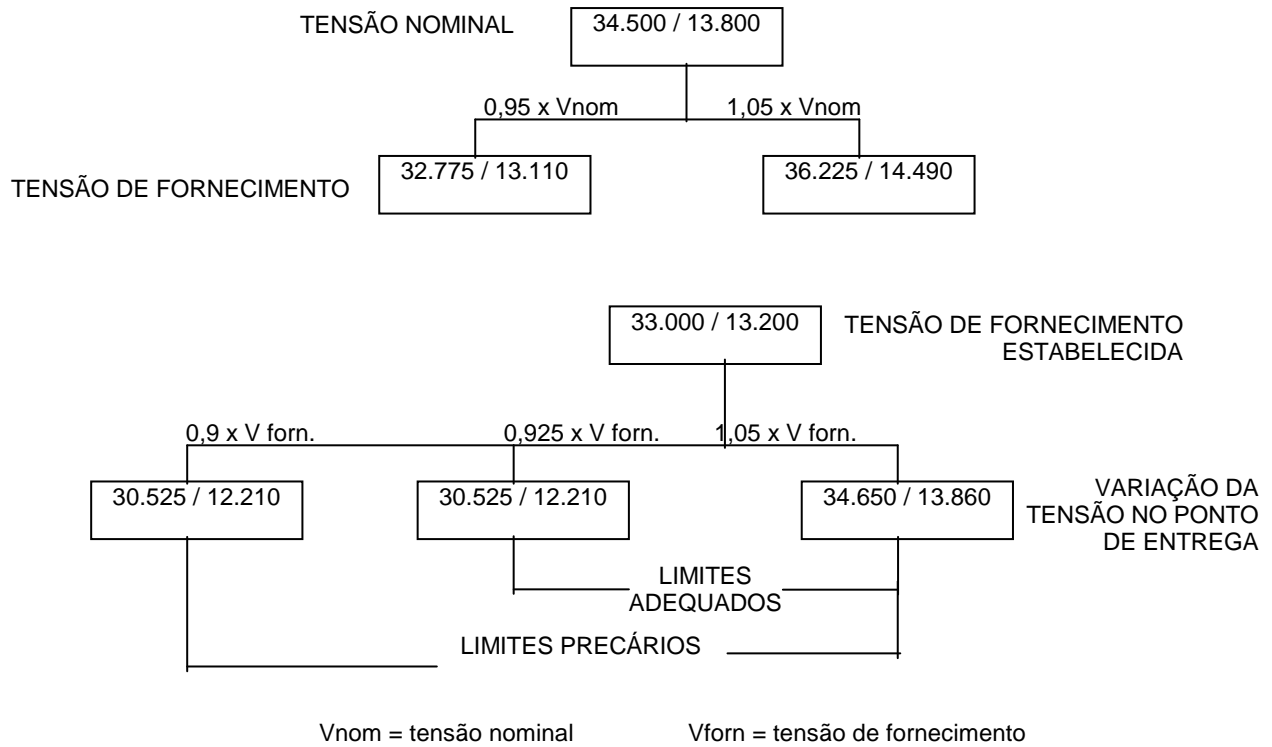 TENSÃO NOMINAL
34.500 / 13.800
0,95 x Vnom
1,05 x Vnom
TENSÃO DE FORNECIMENTO
32.775 / 13.110
36.225 / 14.490
33.000 / 13.200
TENSÃO DE FORNECIMENTO
ESTABELECIDA
0,9 x V forn.
0,925 x V forn.
1,05 x V forn.
30.525 / 12.210
30.525 / 12.210
34.650 / 13.860
VARIAÇÃO DA
TENSÃO NO PONTO
DE ENTREGA
LIMITES
ADEQUADOS
LIMITES PRECÁRIOS
Vnom = tensão nominal
Vforn = tensão de fornecimento